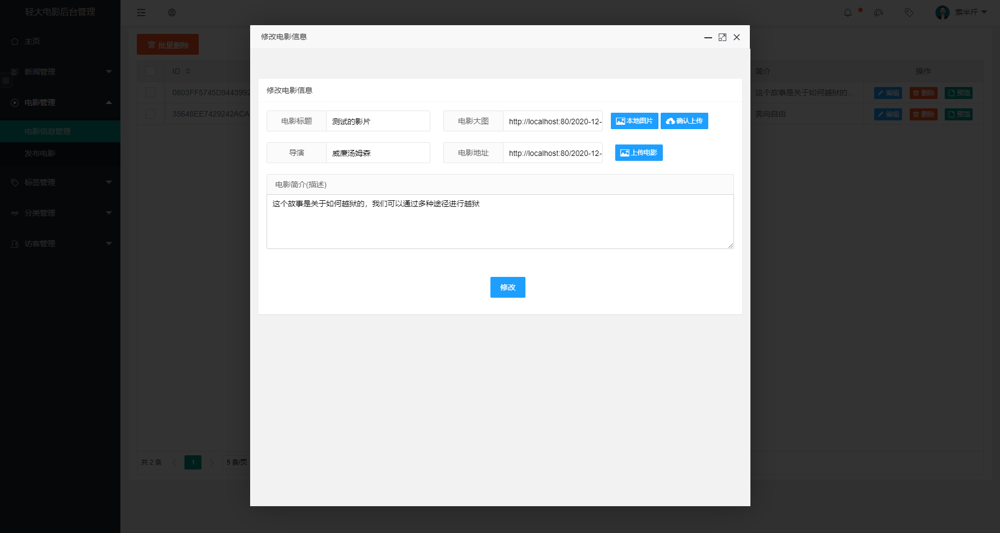 轻大电影后台管理
索半斤
主页
新闻管理
电影管理
电影信息管理
发布电影
标签管理
分类管理
访客管理
批量删除
ID
简介
操作
0803FF5745D9443992
这个故事是关于如何越狱的...
编辑
删除
预览
35648EE7429242ACA
奔向自由
编辑
删除
预览
共 2 条
1
5 条/页
修改电影信息
修改电影信息
电影标题
测试的影片
电影大图
http://localhost:80/2020-12-
本地图片
确认上传
导演
威廉汤姆森
电影地址
http://localhost:80/2020-12-
上传电影
电影简介(描述)
这个故事是关于如何越狱的，我们可以通过多种途径进行越狱
修改